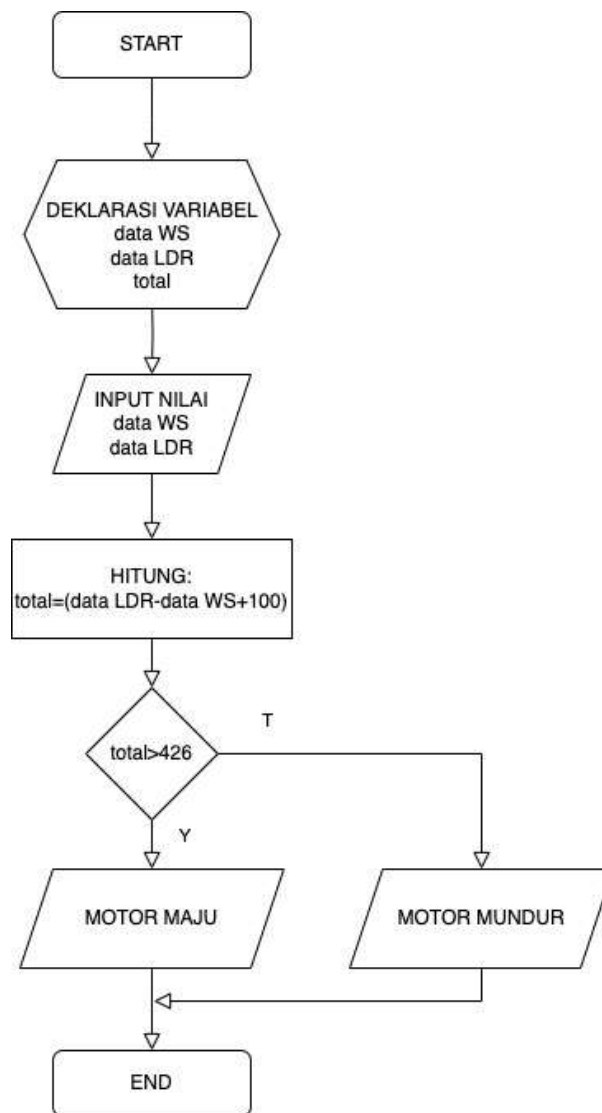 START
DEKLARASI VARIABEL
data WS
data LDR
total
INPUT NILAI
data WS
data LDR
HITUNG:
total=(data LDR-data WS+100)
total>426
T
Y
MOTOR MAJU
MOTOR MUNDUR
END